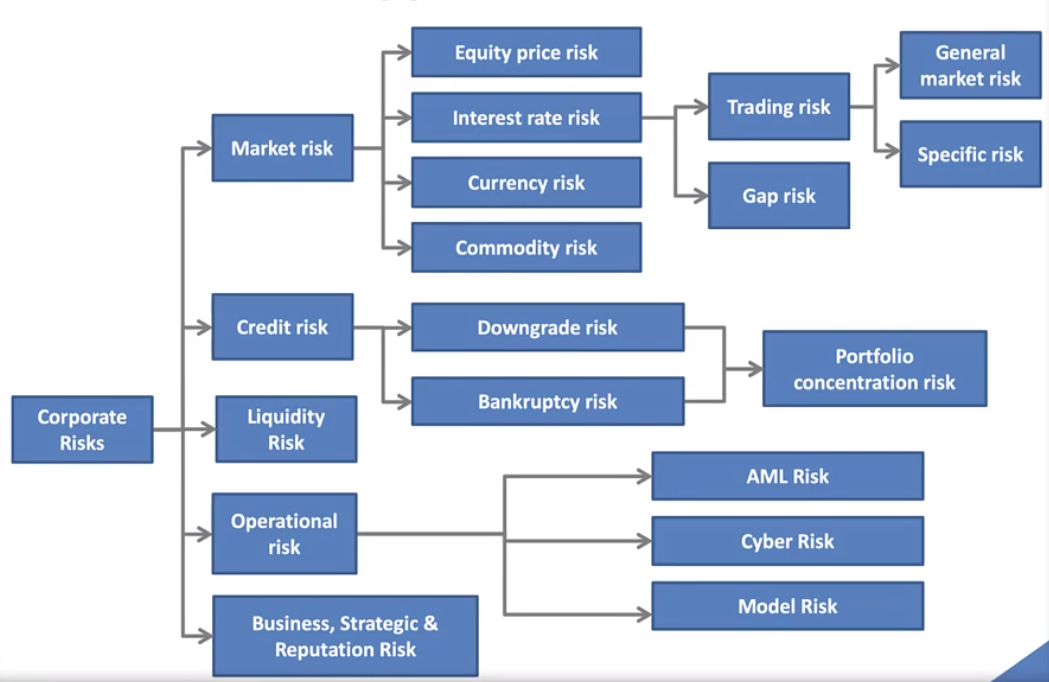 Equity price risk
General
market risk
Interest rate risk
Trading risk
Market risk
Specific risk
Currency risk
Gap risk
Commodity risk
Credit risk
Downgrade risk
Portfolio
concentration risk
Bankruptcy risk
Corporate
Risks
Liquidity
Risk
AML Risk
Operational
risk
Cyber Risk
Model Risk
Business, Strategic &
Reputation Risk